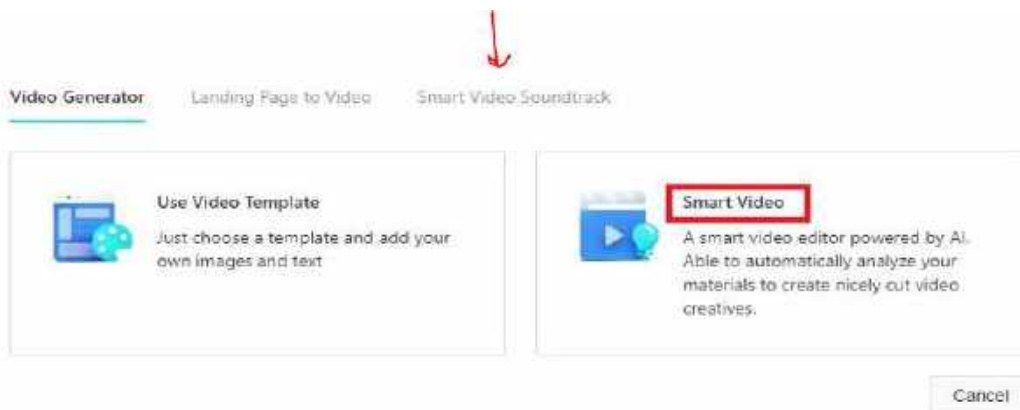 Video Generator Landing Page to Video Smart Video Soundtrack
Use Video Template
Just choose a template and add your
own images and text
Smart Video
A smart video editor powered by AI.
Able to automatically analyze your
materials to create nicely cut video
creatives.
Cancel